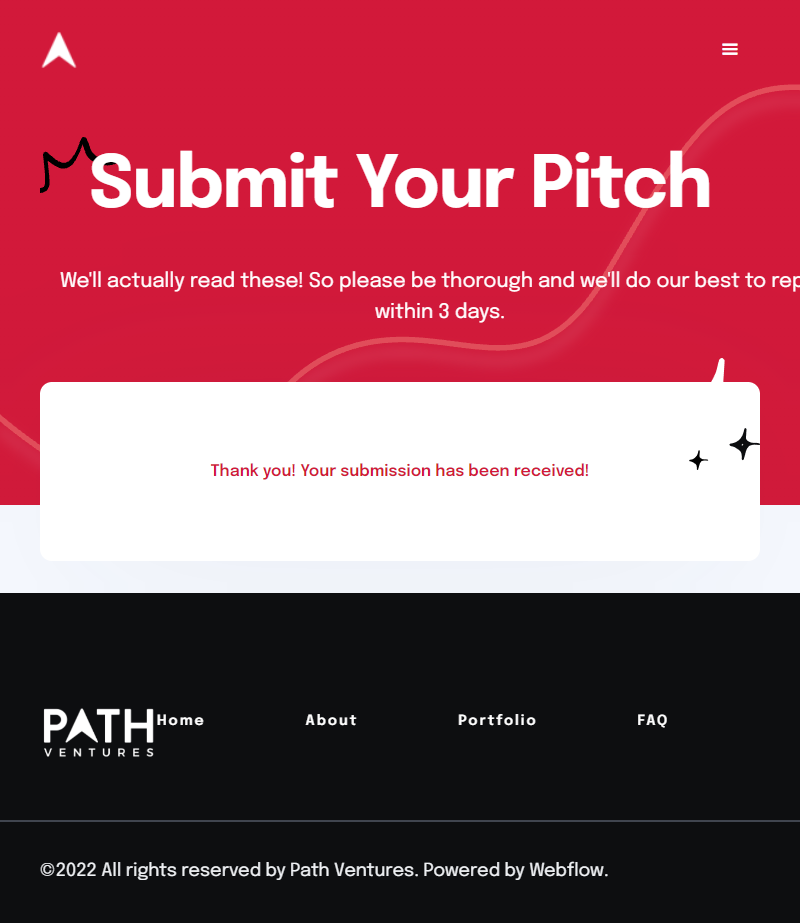 Submit Your Pitch
We'll actually read these! So please be thorough and we'll do our best to rep
within 3 days.
Thank you! Your submission has been received!
PATH
VENTURES
Home
About
Portfolio
FAQ
©2022 All rights reserved by Path Ventures. Powered by Webflow.